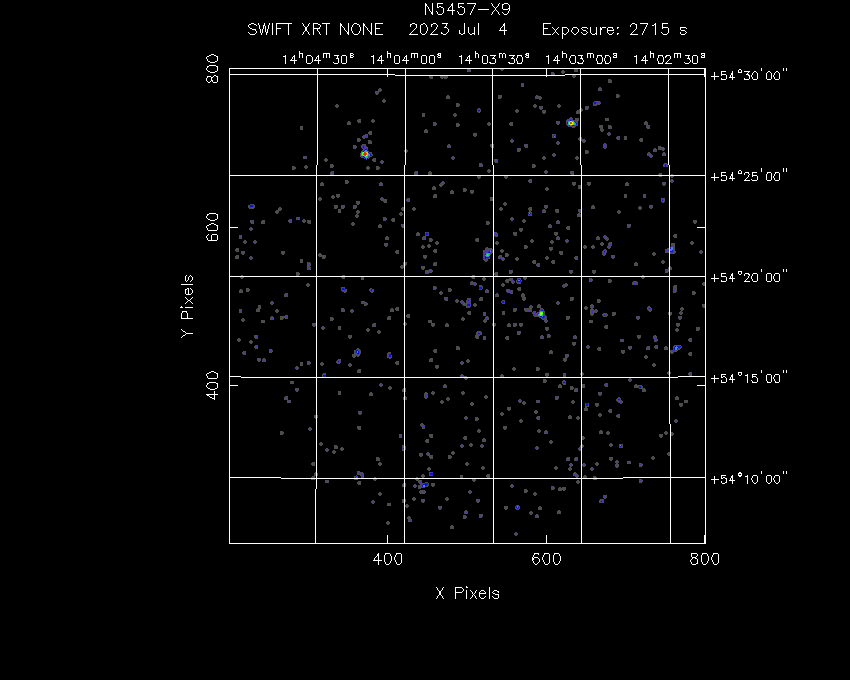 N5457-X9
SWIFT XRT NONE 2023 Jul 4 Exposure: 2715 s
14h04m30s 14h04m00s 14h03m30s 14h03m00s 14h02m30s
800
+54°30'00"
+54°25'00"
600
+54°20'00"
Y Pixels
400
+54°15'00"
+54°10'00"
400 600 800
X Pixels